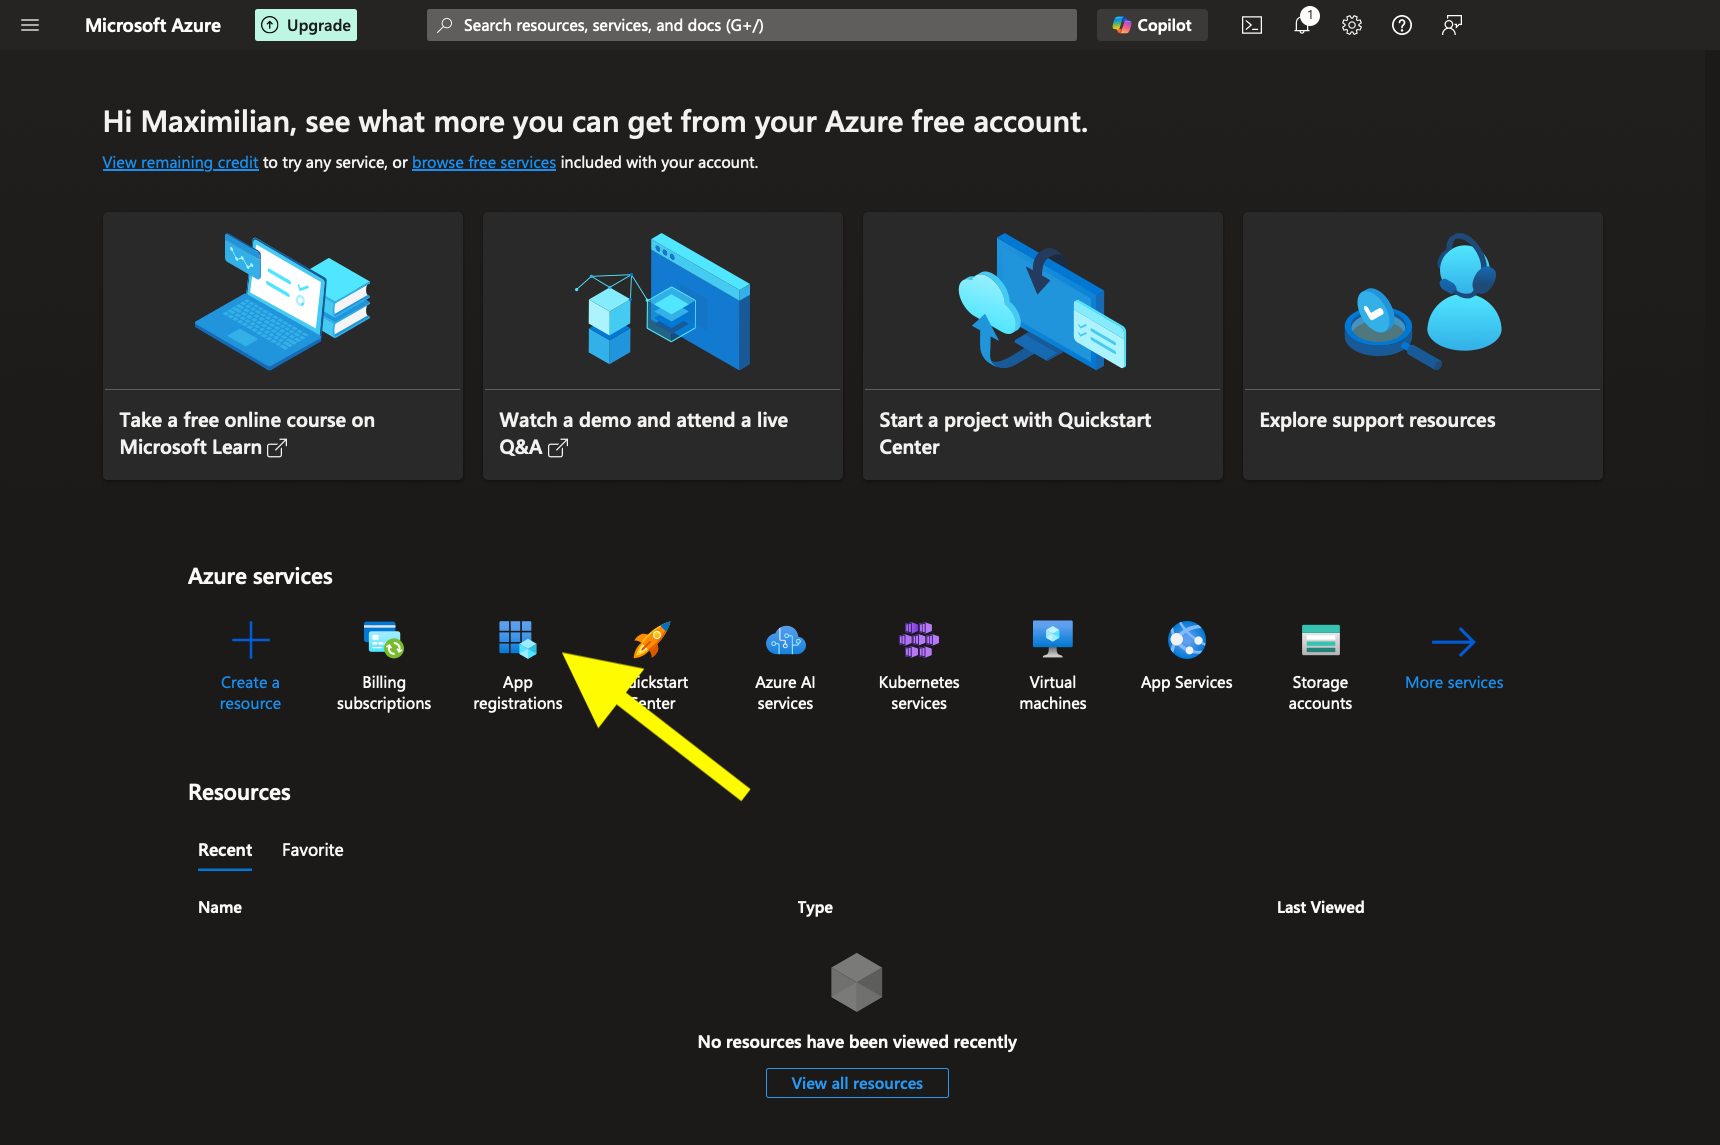 Microsoft Azure
Upgrade
Search resources, services, and docs (G+/)
Copilot
1
Hi Maximilian, see what more you can get from your Azure free account.
View remaining credit to try any service, or browse free services included with your account.
Take a free online course on
Microsoft Learn
Watch a demo and attend a live
Q&A
Start a project with Quickstart
Center
Explore support resources
Azure services
Create a
resource
Billing
subscriptions
App
registrations
ickstart
enter
Azure AI
services
Kubernetes
services
Virtual
machines
App Services
Storage
accounts
More services
Resources
Recent
Favorite
Name
Type
Last Viewed
No resources have been viewed recently
View all resources